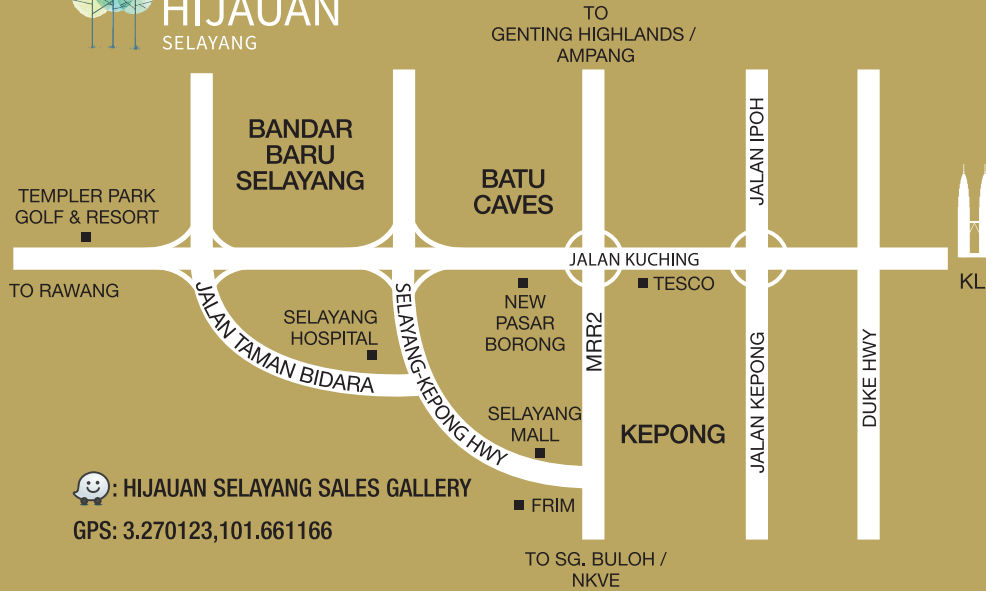 HIJAUAN
SELAYANG
TO
GENTING HIGHLANDS /
AMPANG
BANDAR
BARU
SELAYANG
BATU
CAVES
JALAN IPOH
TEMPLER PARK
GOLF & RESORT
JALAN KUCHING
TO RAWANG
TESCO
KL
NEW
PASAR
BORONG
SELAYANG
HOSPITAL
JALAN TAMAN BIDARA
SELAYANG-KEPONG HWY
MRR2
JALAN KEPONG
DUKE HWY
SELAYANG
MALL
KEPONG
FRIM
: HIJAUAN SELAYANG SALES GALLERY
GPS: 3.270123,101.661166
TO SG. BULOH /
NKVE